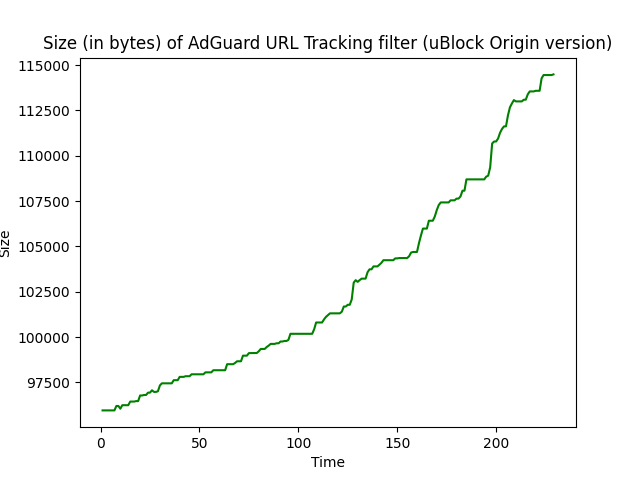 Size (in bytes) of AdGuard URL Tracking filter (uBlock Origin version)
115000
112500
110000
107500
105000
102500
100000
97500
Size
0 50 100 150 200
Time